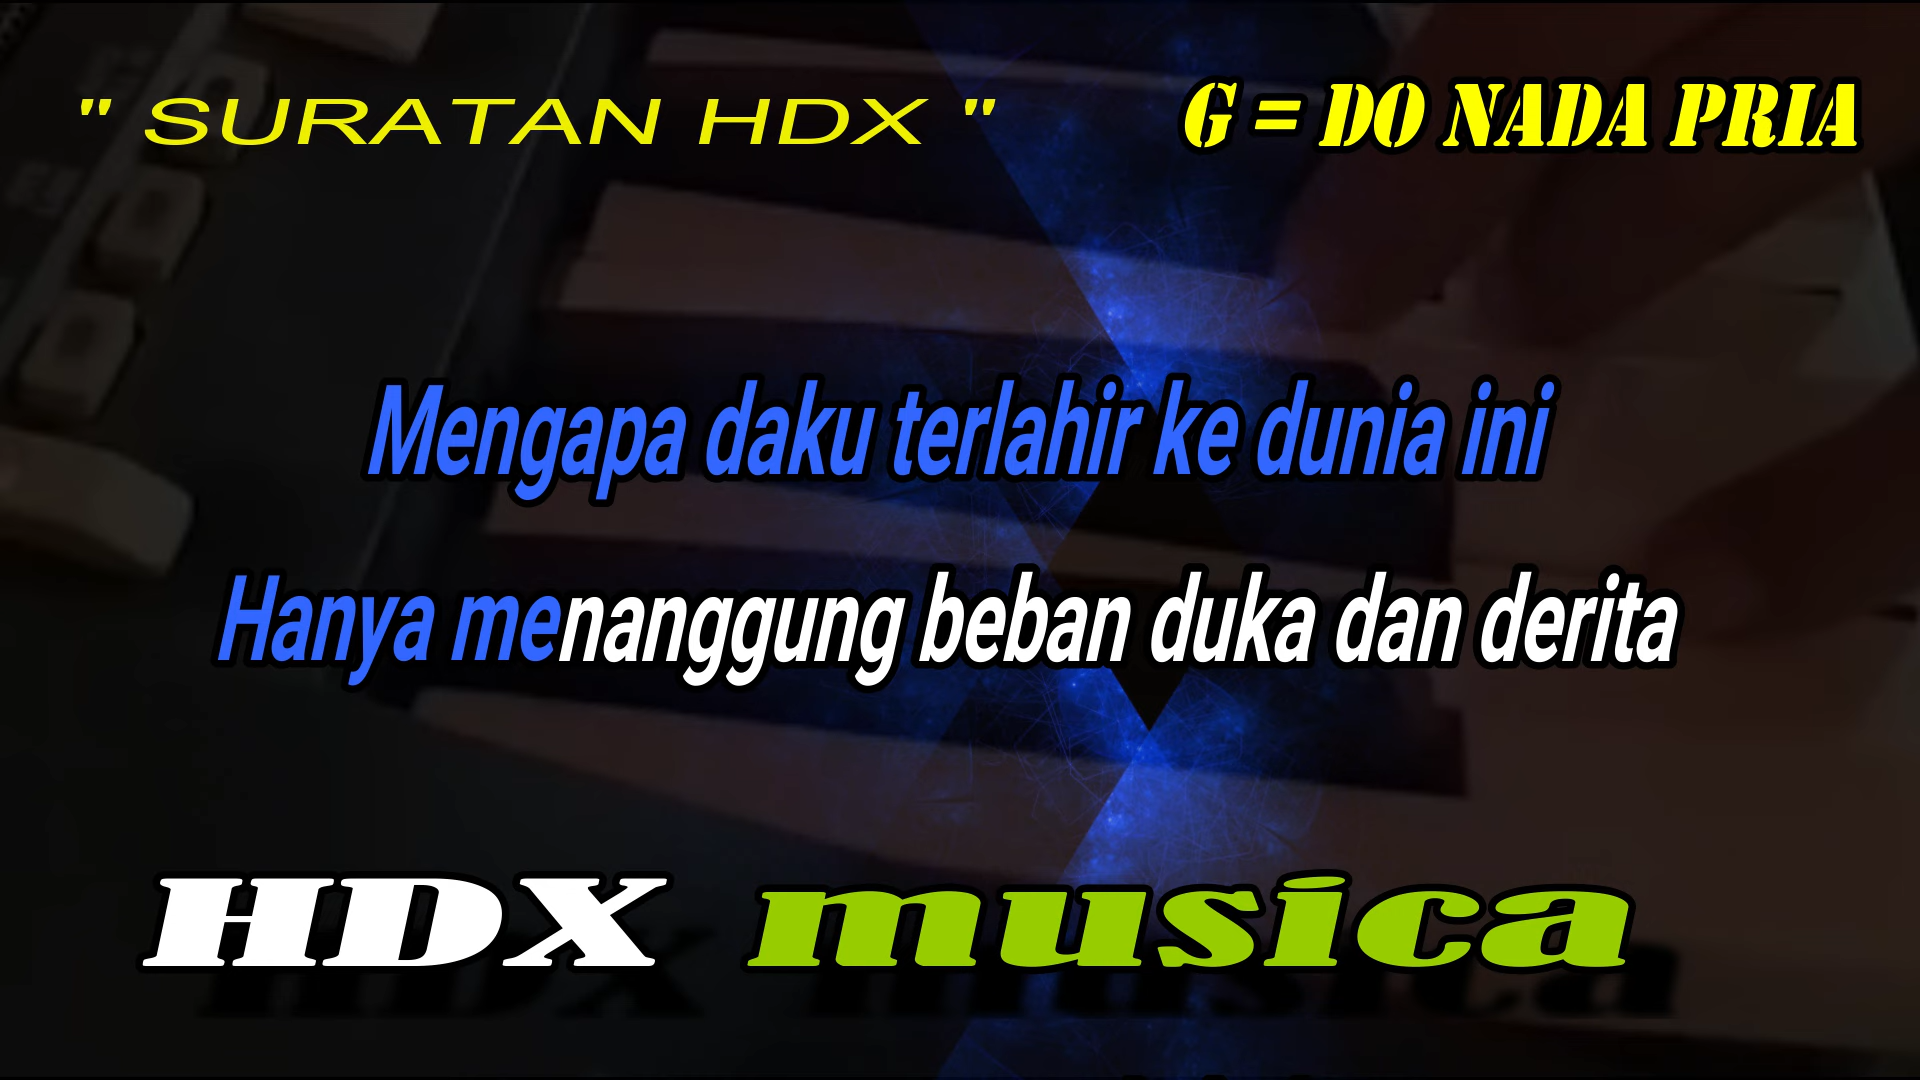 " SURATAN HDX "
G = DO NADA PRIA
Mengapa daku terlahir ke dunia ini
Hanya menanggung beban duka dan derita
HDX musica